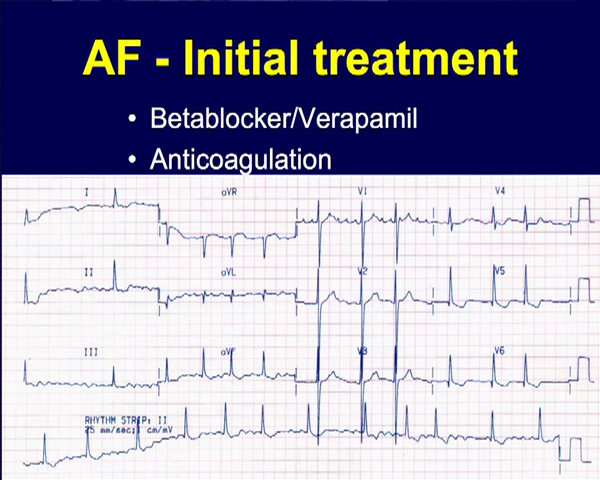 AF - Initial treatment
• Betablocker/Verapamil
• Anticoagulation
I aVR V1 V4
II aVL V2 V5
III aVF V3 V6
RHYTHM STRIP: II
25 mm/sec; 1 cm/mV